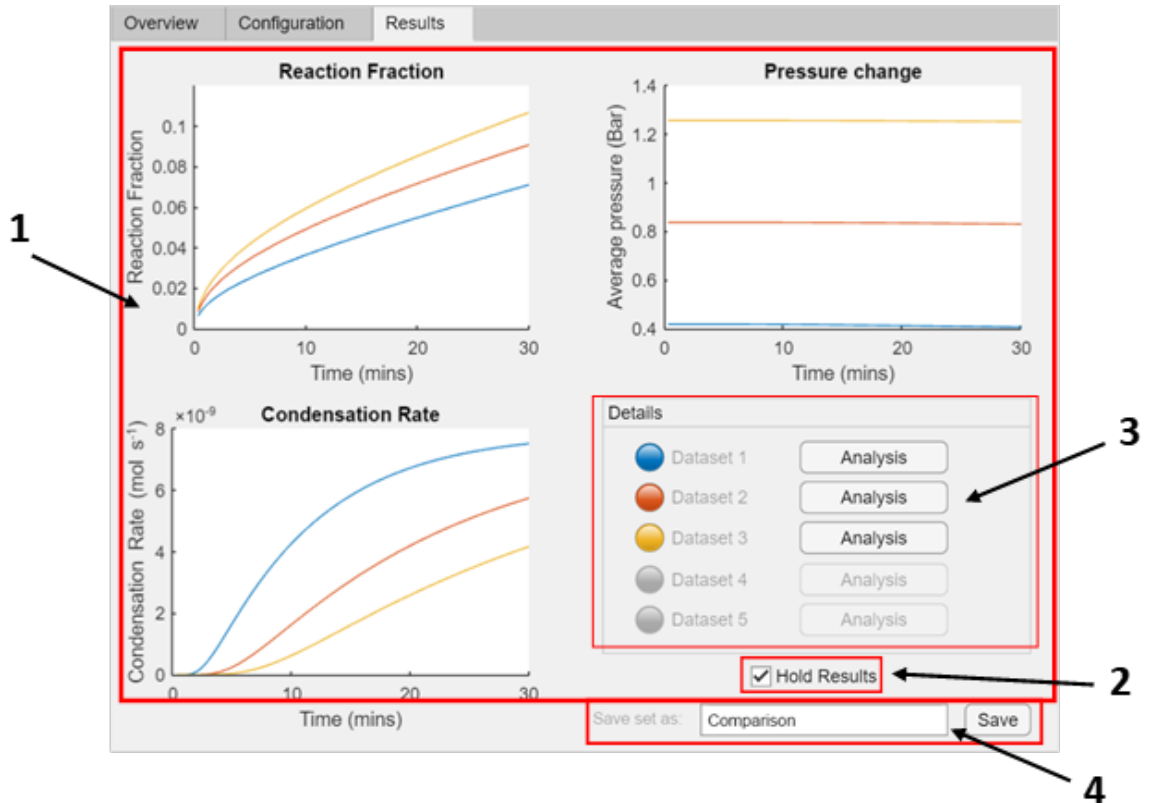 Overview Configuration Results
Reaction Fraction
Reaction Fraction
0.1
0.08
0.06
0.04
0.02
0
0 10 20 30
Time (mins)
Pressure change
Average pressure (Bar)
1.4
1.2
1
0.8
0.6
0.4
0 10 20 30
Time (mins)
1
Condensation Rate
×10⁻⁹
Condensation Rate (mol s⁻¹)
8
6
4
2
0
0 10 20 30
Time (mins)
Details
Dataset 1 Analysis
Dataset 2 Analysis
Dataset 3 Analysis
Dataset 4 Analysis
Dataset 5 Analysis
3
Hold Results
2
Save set as: Comparison Save
4